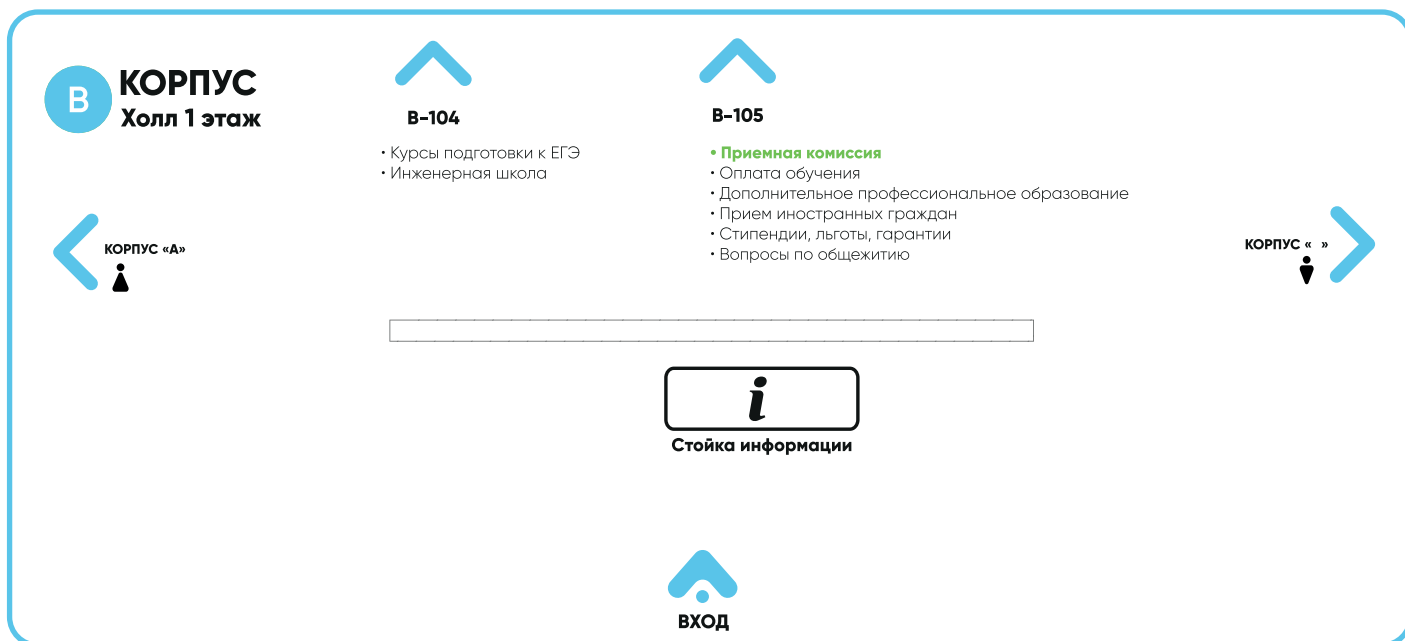 В
КОРПУС
Холл 1 этаж
В-104
• Курсы подготовки к ЕГЭ
• Инженерная школа
В-105
• Приемная комиссия
• Оплата обучения
• Дополнительное профессиональное образование
• Прием иностранных граждан
• Стипендии, льготы, гарантии
• Вопросы по общежитию
КОРПУС «А»
КОРПУС « »
i
Стойка информации
ВХОД